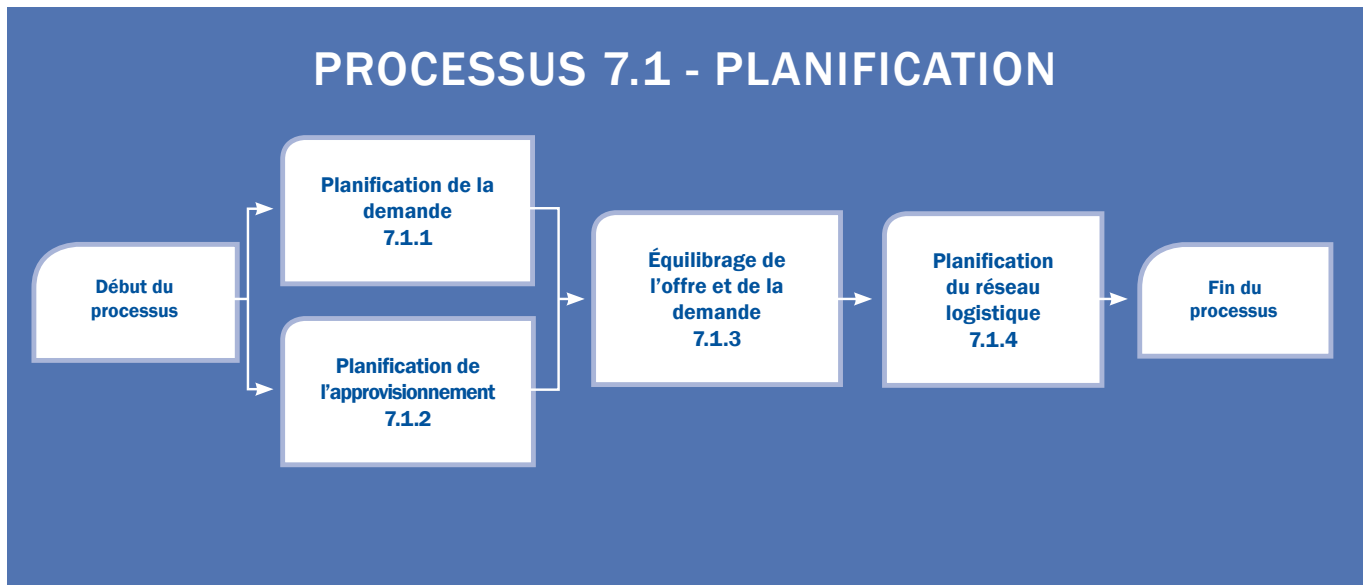 PROCESSUS 7.1 - PLANIFICATION
Début du
processus
Planification de la
demande
7.1.1
Planification de
l'approvisionnement
7.1.2
Équilibrage de
l'offre et de la
demande
7.1.3
Planification
du réseau
logistique
7.1.4
Fin du
processus